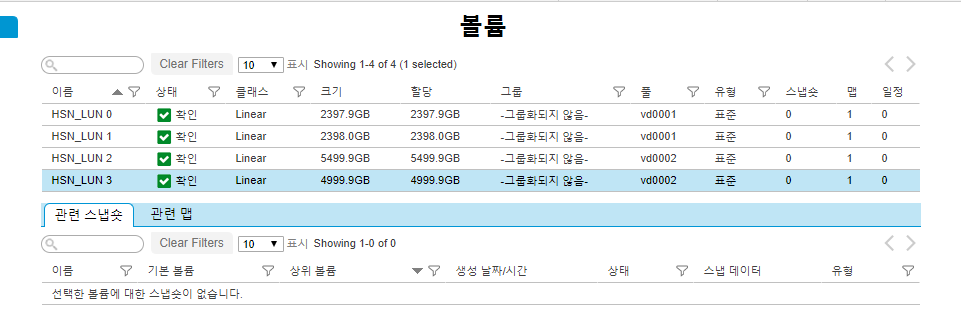 볼륨
Clear Filters 10 표시 Showing 1-4 of 4 (1 selected)
이름 상태 클래스 크기 할당 그룹 풀 유형 스냅숏 맵 일정
HSN_LUN 0 확인 Linear 2397.9GB 2397.9GB -그룹화되지 않음- vd0001 표준 0 1 0
HSN_LUN 1 확인 Linear 2398.0GB 2398.0GB -그룹화되지 않음- vd0001 표준 0 1 0
HSN_LUN 2 확인 Linear 5499.9GB 5499.9GB -그룹화되지 않음- vd0002 표준 0 1 0
HSN_LUN 3 확인 Linear 4999.9GB 4999.9GB -그룹화되지 않음- vd0002 표준 0 1 0
관련 스냅숏 관련 맵
Clear Filters 10 표시 Showing 1-0 of 0
이름 기본 볼륨 상위 볼륨 생성 날짜/시간 상태 스냅 데이터 유형
선택한 볼륨에 대한 스냅숏이 없습니다.